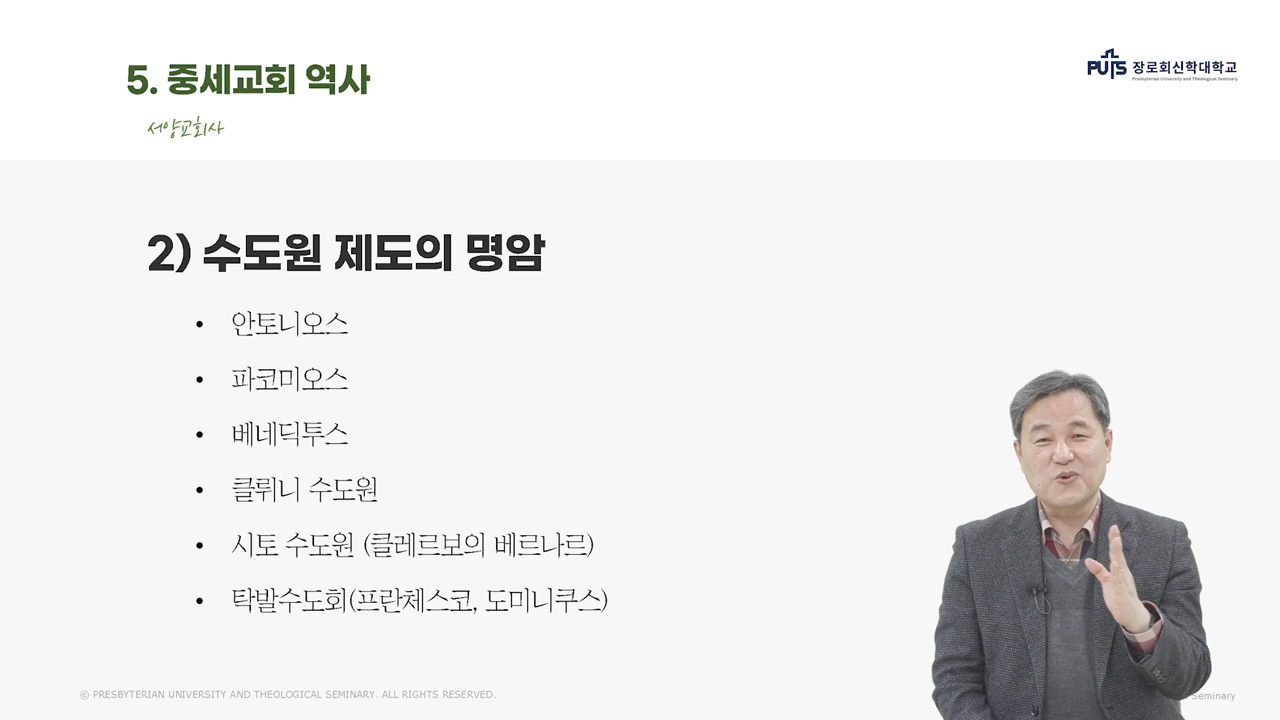 5. 중세교회 역사
서양교회사
PUTS 장로회신학대학교
Presbyterian University and Theological Seminary
2) 수도원 제도의 명암
• 안토니오스
• 파코미오스
• 베네딕투스
• 클뤼니 수도원
• 시토 수도원 (클레르보의 베르나르)
• 탁발수도회(프란체스코, 도미니쿠스)
© PRESBYTERIAN UNIVERSITY AND THEOLOGICAL SEMINARY. ALL RIGHTS RESERVED.
Seminary